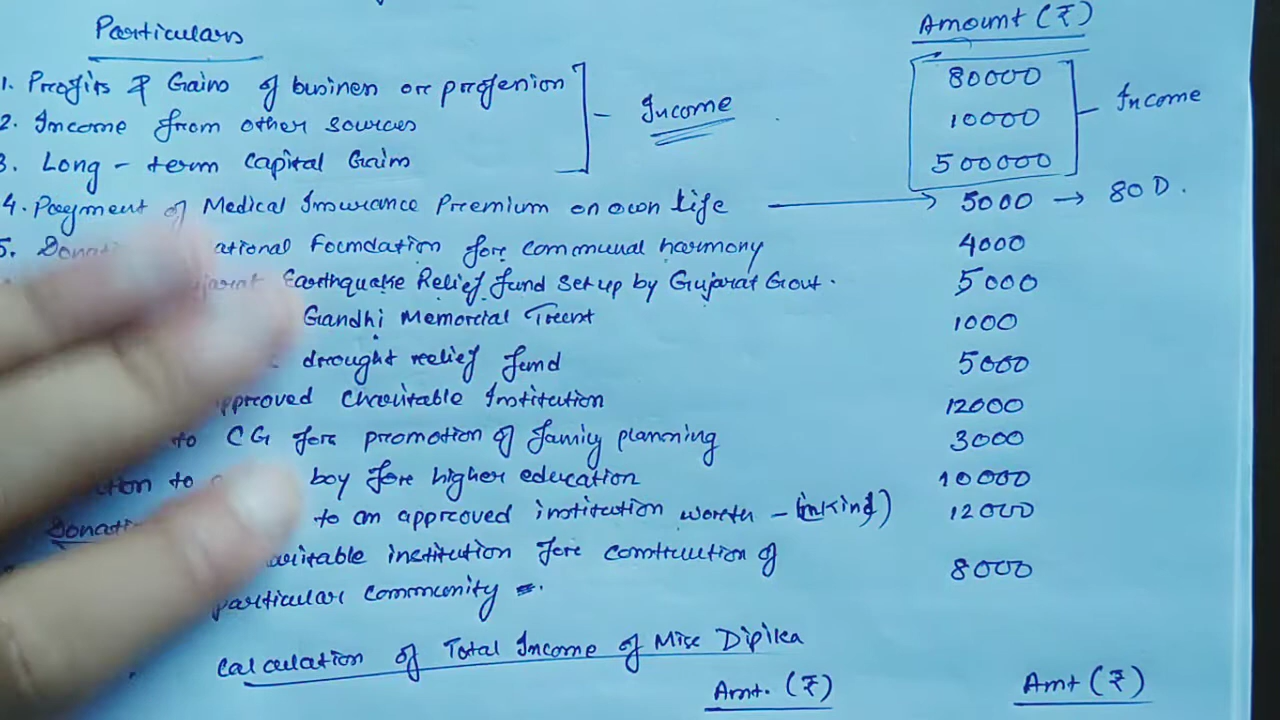 Particulars Amount (₹)
1. Profits & Gains of business or profession Income 80000 Income
2. Income from other sources 10000
3. Long-term capital Gain 500000
4. Payment of Medical Insurance Premium on own life → 5000 → 80 D.
5. ational Foundation for communal harmony 4000
Earthquake Relief fund set up by Gujarat Govt. 5000
Gandhi Memorial Trust 1000
drought relief fund 5000
approved charitable Institution 12000
to CG for promotion of family planning 3000
to boy for higher education 10000
to an approved institution worth - (in kind) 12000
institution for construction of 8000
particular community
Calculation of Total Income of Miss Dipika
Amt. (₹) Amt (₹)